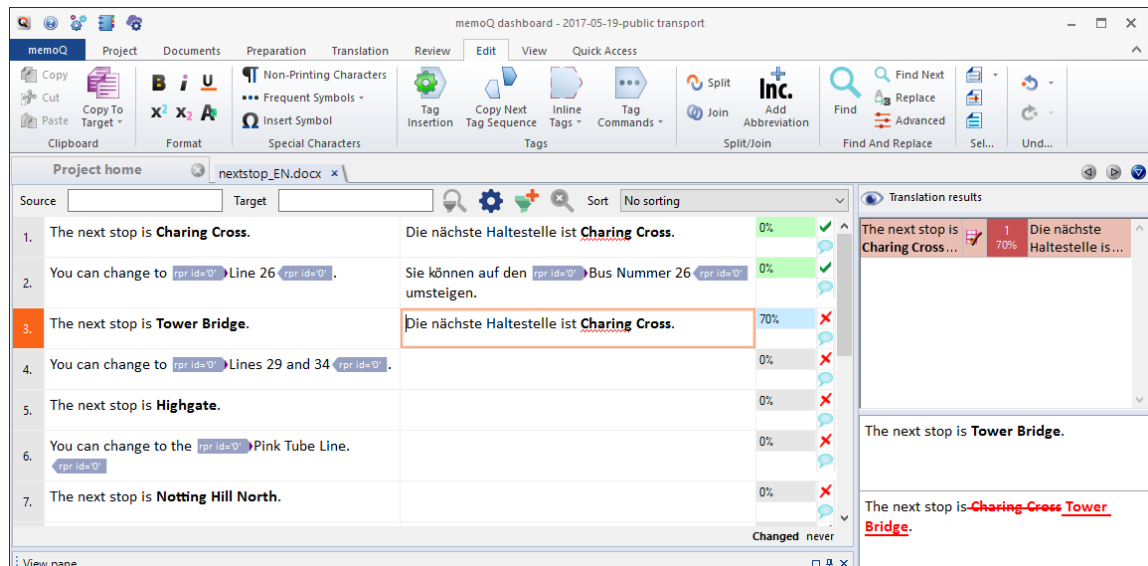 memoQ dashboard - 2017-05-19-public transport
memoQ Project Documents Preparation Translation Review Edit View Quick Access
Copy
Cut
Paste
Copy To
Target
Clipboard
B i U
X² X₂ A
Format
Non-Printing Characters
Frequent Symbols
Insert Symbol
Special Characters
Tag
Insertion
Copy Next
Tag Sequence
Inline
Tags
Tag
Commands
Tags
Split
Join
Inc.
Add
Abbreviation
Split/Join
Find
Find Next
Replace
Advanced
Find And Replace
Sel...
Und...
Project home nextstop_EN.docx
Source Target Sort No sorting
1. The next stop is Charing Cross. Die nächste Haltestelle ist Charing Cross. 0%
2. You can change to rpr id='0' Line 26 rpr id='0' . Sie können auf den rpr id='0' Bus Nummer 26 rpr id='0' 0%
umsteigen.
3. The next stop is Tower Bridge. Die nächste Haltestelle ist Charing Cross. 70%
4. You can change to rpr id='0' Lines 29 and 34 rpr id='0' . 0%
5. The next stop is Highgate. 0%
6. You can change to the rpr id='0' Pink Tube Line. 0%
rpr id='0'
7. The next stop is Notting Hill North. 0%
Changed never
View pane
Translation results
The next stop is 1 Die nächste
Charing Cross... 70% Haltestelle is...
The next stop is Tower Bridge.
The next stop is Charing Cross Tower
Bridge.